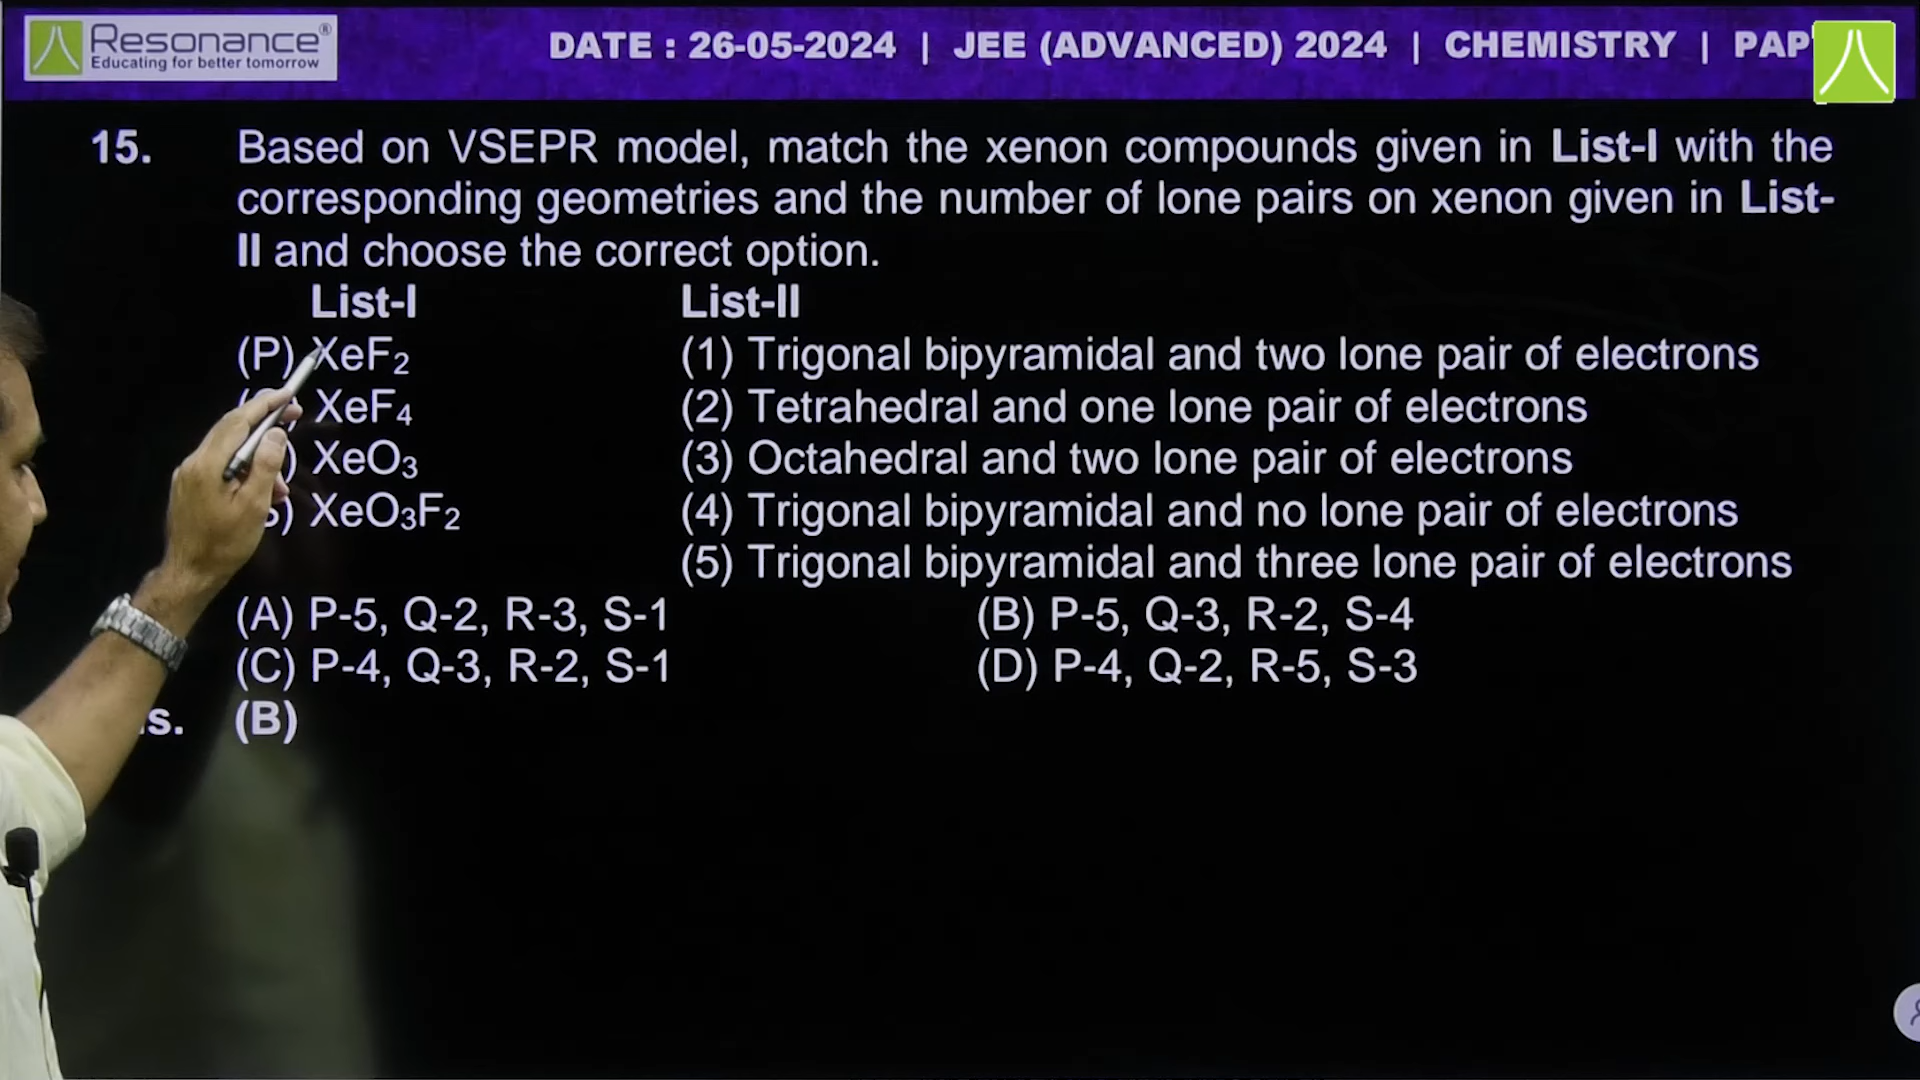 Resonance®
Educating for better tomorrow
DATE : 26-05-2024 | JEE (ADVANCED) 2024 | CHEMISTRY | PAP
15. Based on VSEPR model, match the xenon compounds given in List-I with the
corresponding geometries and the number of lone pairs on xenon given in List-
II and choose the correct option.
List-I List-II
(P) XeF₂ (1) Trigonal bipyramidal and two lone pair of electrons
XeF₄ (2) Tetrahedral and one lone pair of electrons
) XeO₃ (3) Octahedral and two lone pair of electrons
S) XeO₃F₂ (4) Trigonal bipyramidal and no lone pair of electrons
(5) Trigonal bipyramidal and three lone pair of electrons
(A) P-5, Q-2, R-3, S-1 (B) P-5, Q-3, R-2, S-4
(C) P-4, Q-3, R-2, S-1 (D) P-4, Q-2, R-5, S-3
s. (B)